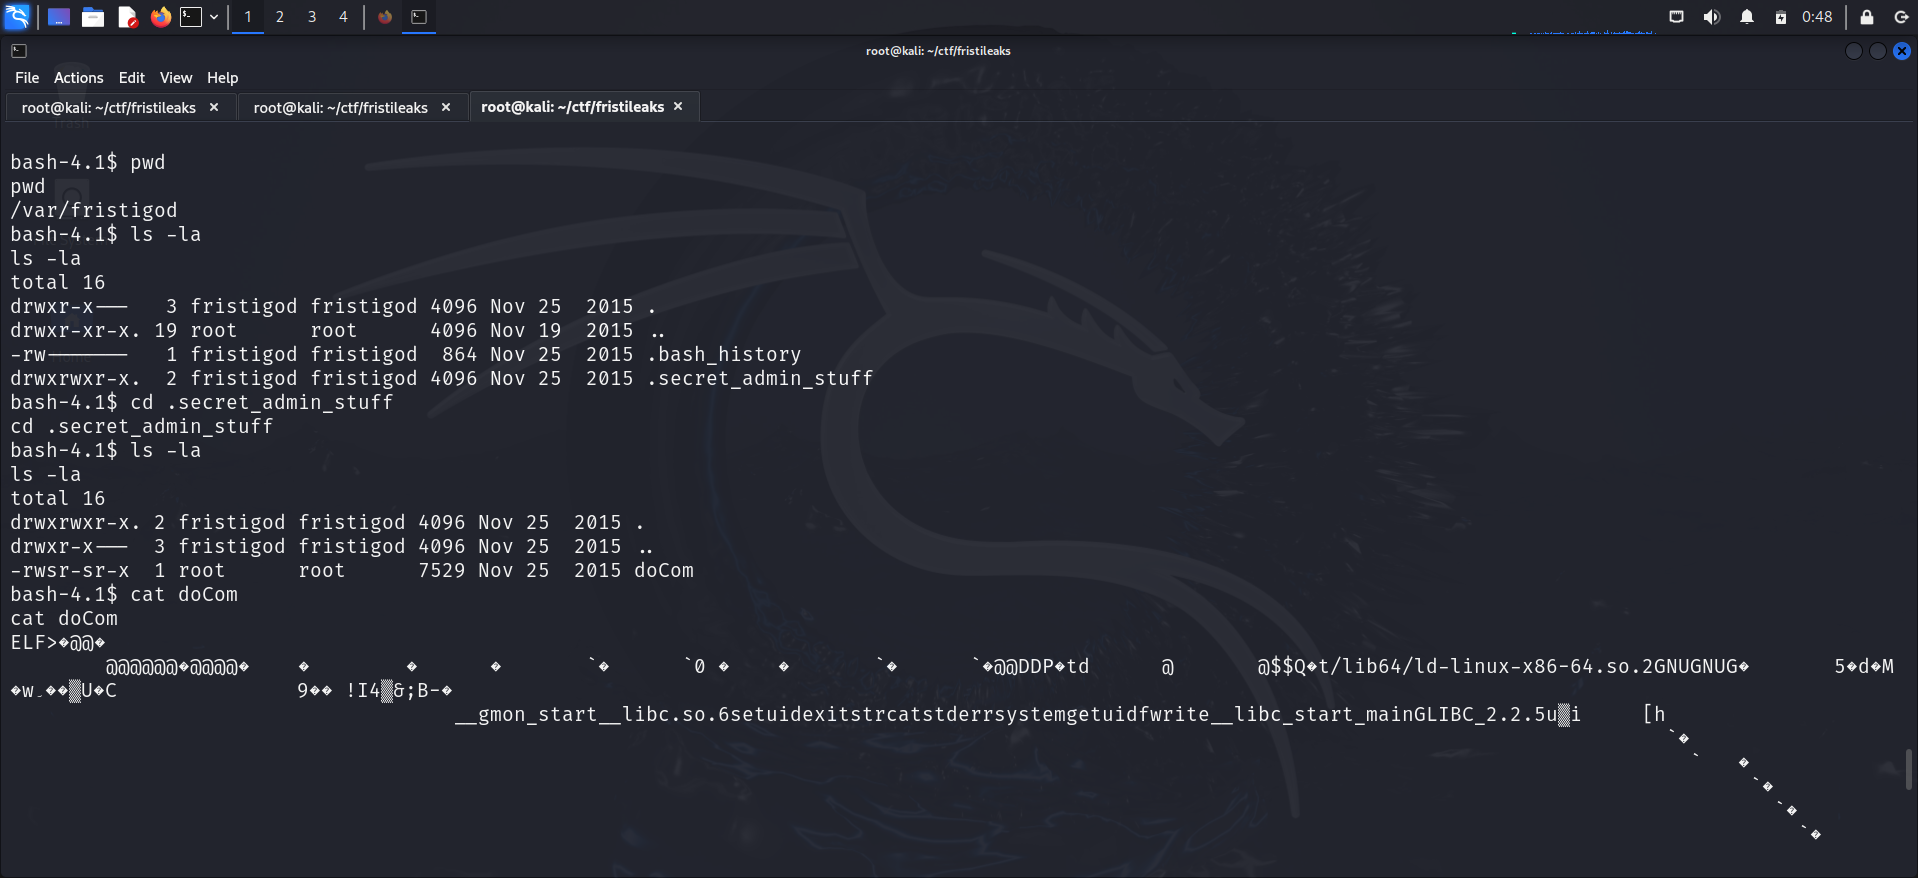 1 2 3 4 0:48
root@kali: ~/ctf/fristileaks
File Actions Edit View Help
root@kali: ~/ctf/fristileaks × root@kali: ~/ctf/fristileaks × root@kali: ~/ctf/fristileaks ×
bash-4.1$ pwd
pwd
/var/fristigod
bash-4.1$ ls -la
ls -la
total 16
drwxr-x---   3 fristigod fristigod 4096 Nov 25  2015 .
drwxr-xr-x. 19 root      root      4096 Nov 19  2015 ..
-rw-------   1 fristigod fristigod  864 Nov 25  2015 .bash_history
drwxrwxr-x.  2 fristigod fristigod 4096 Nov 25  2015 .secret_admin_stuff
bash-4.1$ cd .secret_admin_stuff
cd .secret_admin_stuff
bash-4.1$ ls -la
ls -la
total 16
drwxrwxr-x. 2 fristigod fristigod 4096 Nov 25  2015 .
drwxr-x---  3 fristigod fristigod 4096 Nov 25  2015 ..
-rwsr-sr-x  1 root      root      7529 Nov 25  2015 doCom
bash-4.1$ cat doCom
cat doCom
ELF>�@@�
@@@@@@�@@@@� � � � `� `0 � � `� `�@@DDP�td @ @$$Q�t/lib64/ld-linux-x86-64.so.2GNUGNU�  5�d�M
�w ��▒U�C 9�� !I4▒&;B-�
__gmon_start__libc.so.6setuidexitstrcatstderrsystemgetuidfwrite__libc_start_mainGLIBC_2.2.5u▒i [h
`�
`
�
`�
`�
`�